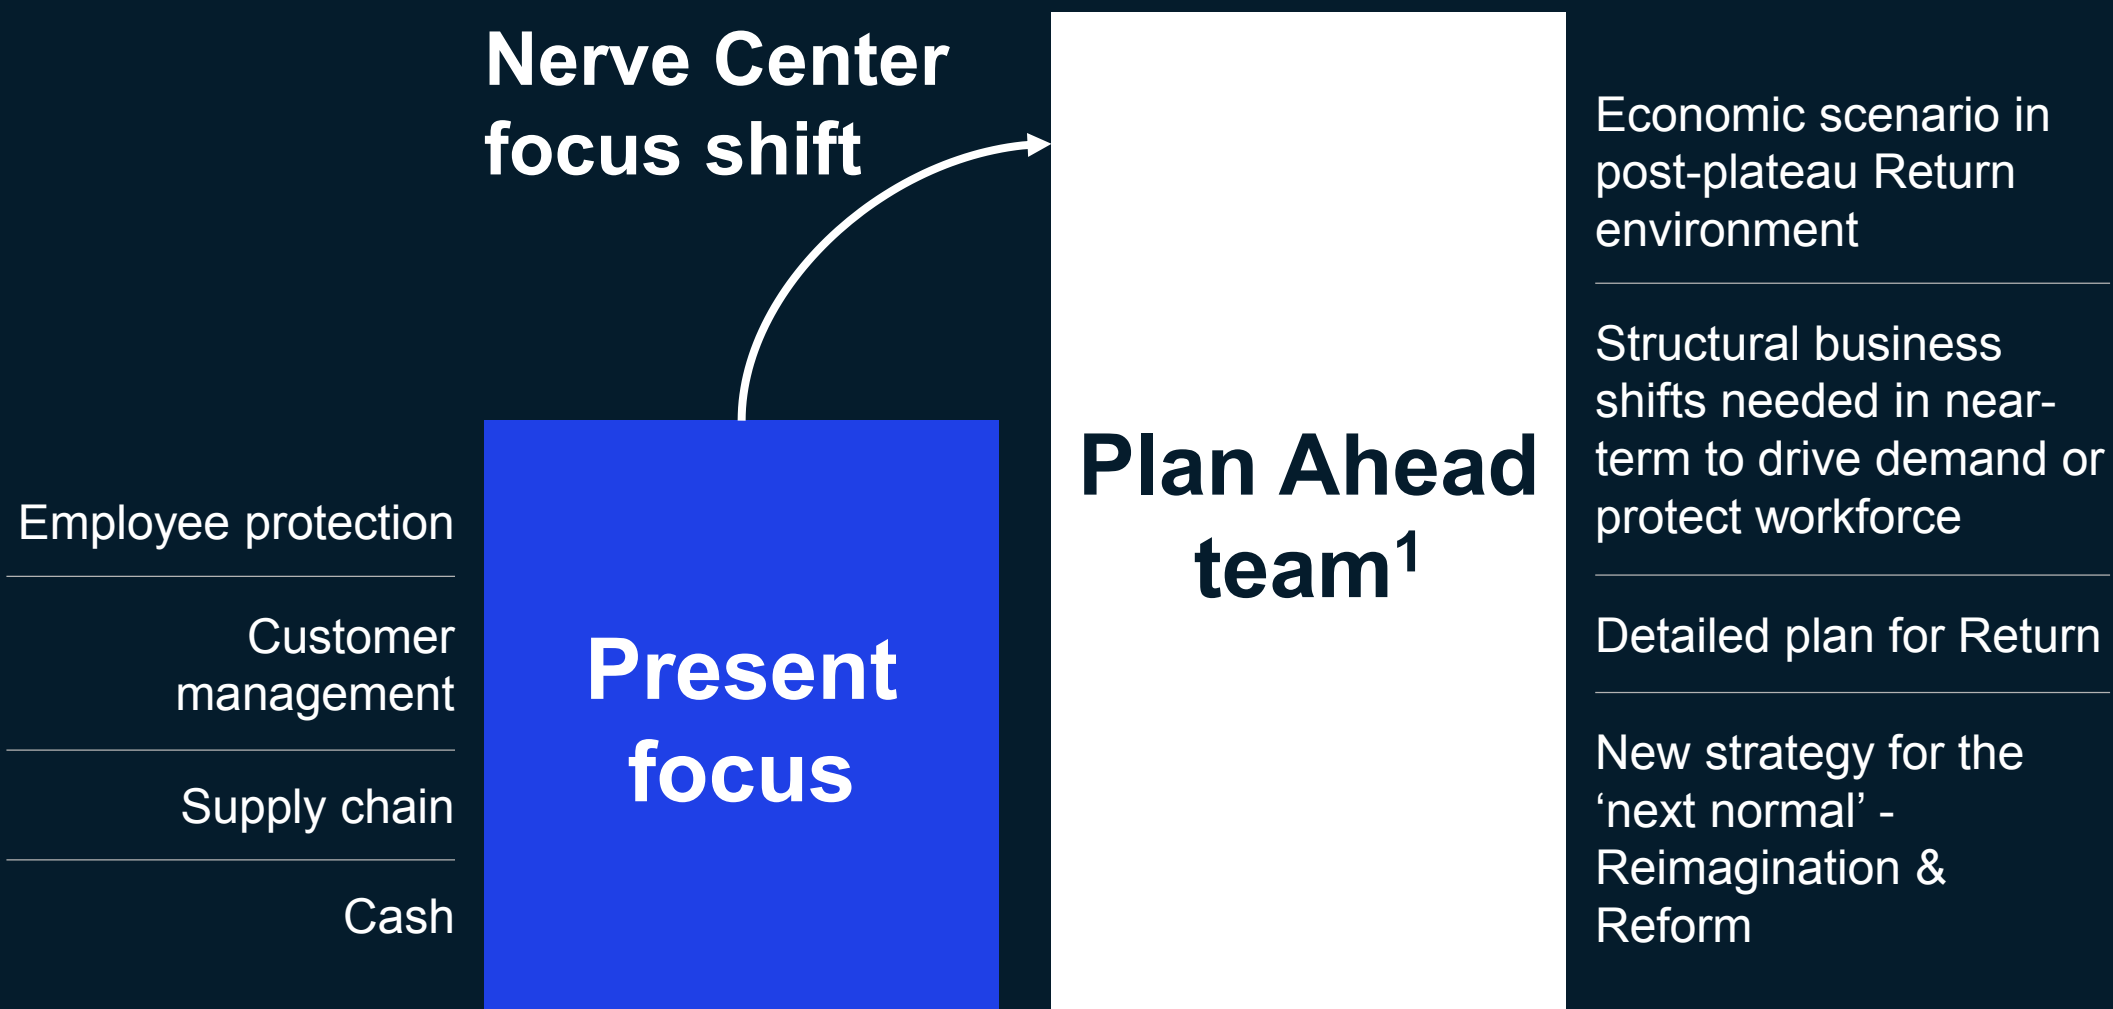 Nerve Center
focus shift
Employee protection
Customer
management
Supply chain
Cash
Present
focus
Plan Ahead
team¹
Economic scenario in
post-plateau Return
environment
Structural business
shifts needed in near-
term to drive demand or
protect workforce
Detailed plan for Return
New strategy for the
‘next normal’ -
Reimagination &
Reform